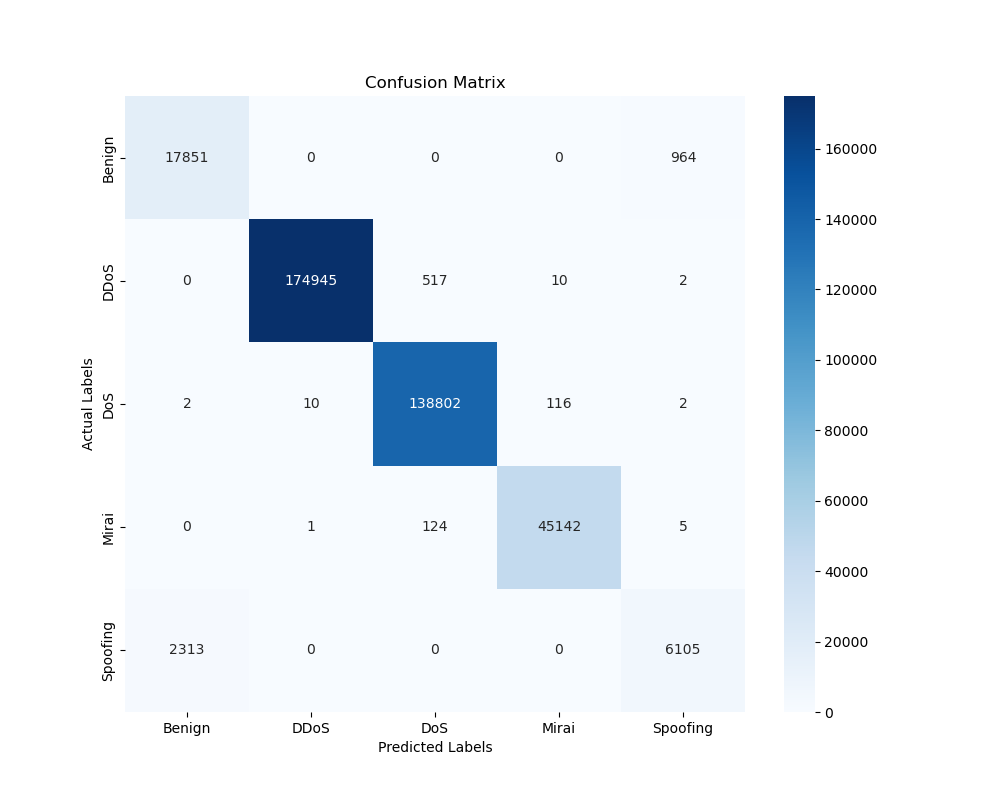 Confusion Matrix
Benign 17851 0 0 0 964
DDoS 0 174945 517 10 2
DoS 2 10 138802 116 2
Mirai 0 1 124 45142 5
Spoofing 2313 0 0 0 6105
Benign DDoS DoS Mirai Spoofing
Predicted Labels
Actual Labels
160000
140000
120000
100000
80000
60000
40000
20000
0